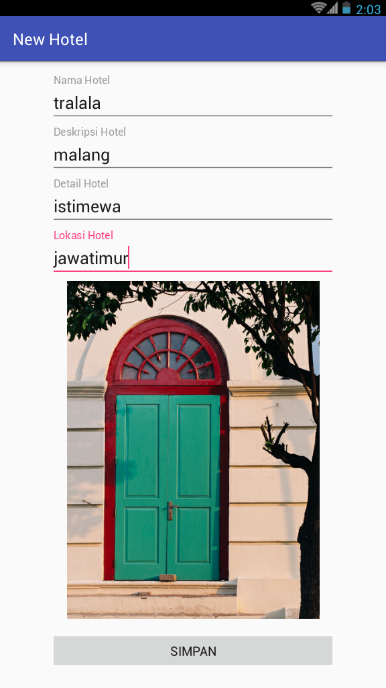 2:03
New Hotel
Nama Hotel
tralala
Deskripsi Hotel
malang
Detail Hotel
istimewa
Lokasi Hotel
jawatimur
SIMPAN